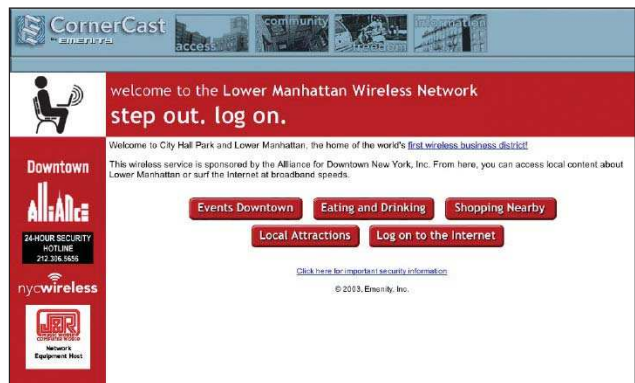 CornerCast
BY EMENITY
access
community
freedom
information
welcome to the Lower Manhattan Wireless Network
step out. log on.
Welcome to City Hall Park and Lower Manhattan, the home of the world's first wireless business district!
This wireless service is sponsored by the Alliance for Downtown New York, Inc. From here, you can access local content about
Lower Manhattan or surf the Internet at broadband speeds.
Downtown
AlliANcE
24-HOUR SECURITY
HOTLINE
212.306.5656
nycwireless
J&R
MUSIC WORLD
COMPUTER WORLD
Network
Equipment Host
Events Downtown
Eating and Drinking
Shopping Nearby
Local Attractions
Log on to the Internet
Click here for important security information
© 2003, Emenity, Inc.